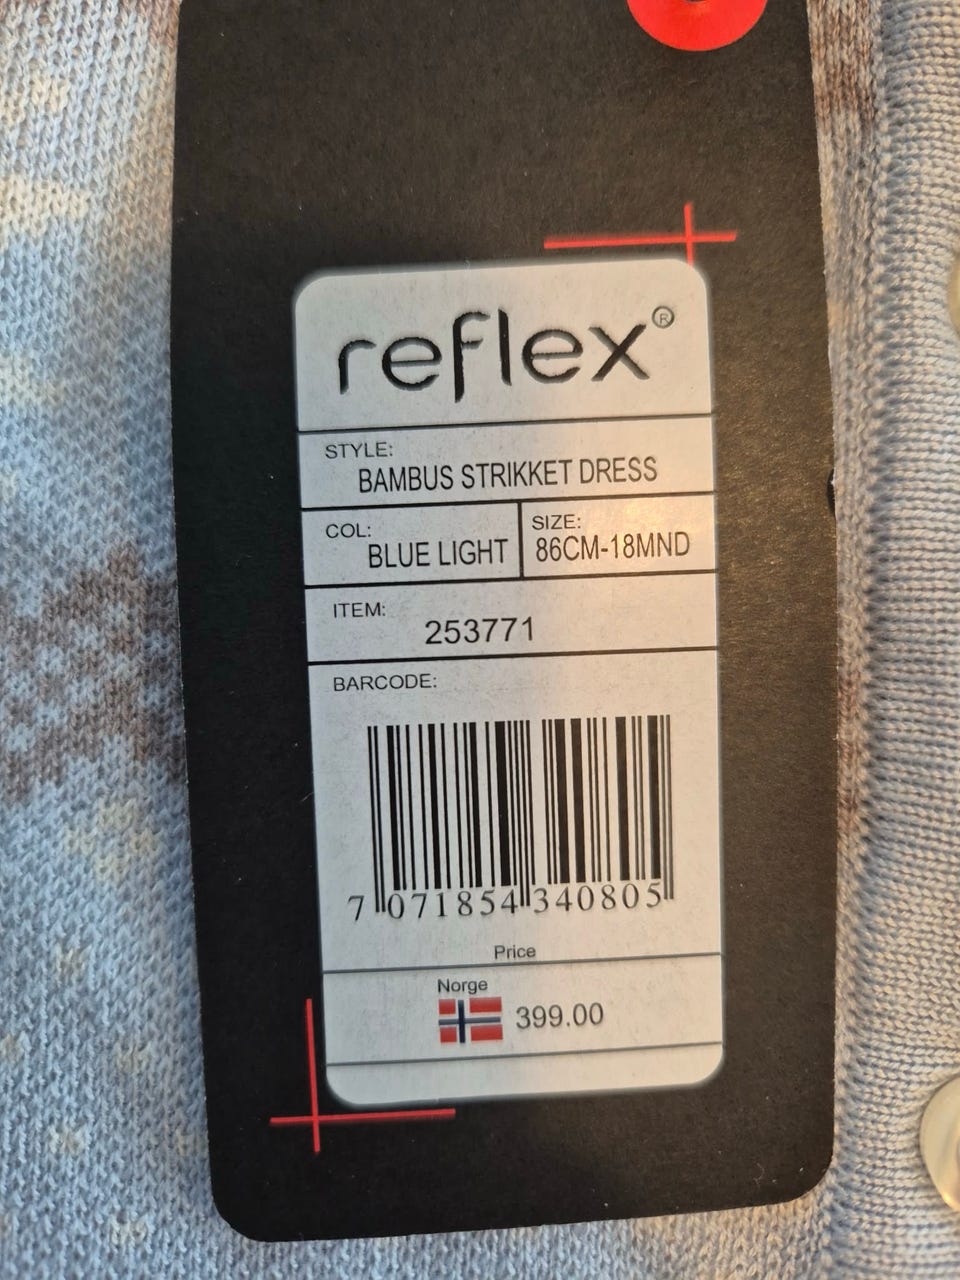 reflex®
STYLE:
BAMBUS STRIKKET DRESS
COL:
BLUE LIGHT
SIZE:
86CM-18MND
ITEM:
253771
BARCODE:
7 071854 340805
Price
Norge
399.00